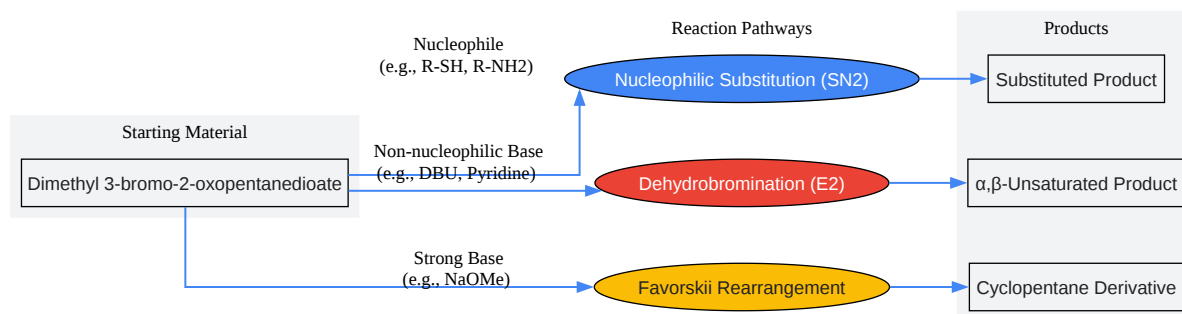 Reaction Pathways
Products
Nucleophile
(e.g., R-SH, R-NH2)
Nucleophilic Substitution (SN2)
Substituted Product
Starting Material
Dimethyl 3-bromo-2-oxopentanedioate
Non-nucleophilic Base
(e.g., DBU, Pyridine)
Dehydrobromination (E2)
α,β-Unsaturated Product
Strong Base
(e.g., NaOMe)
Favorskii Rearrangement
Cyclopentane Derivative